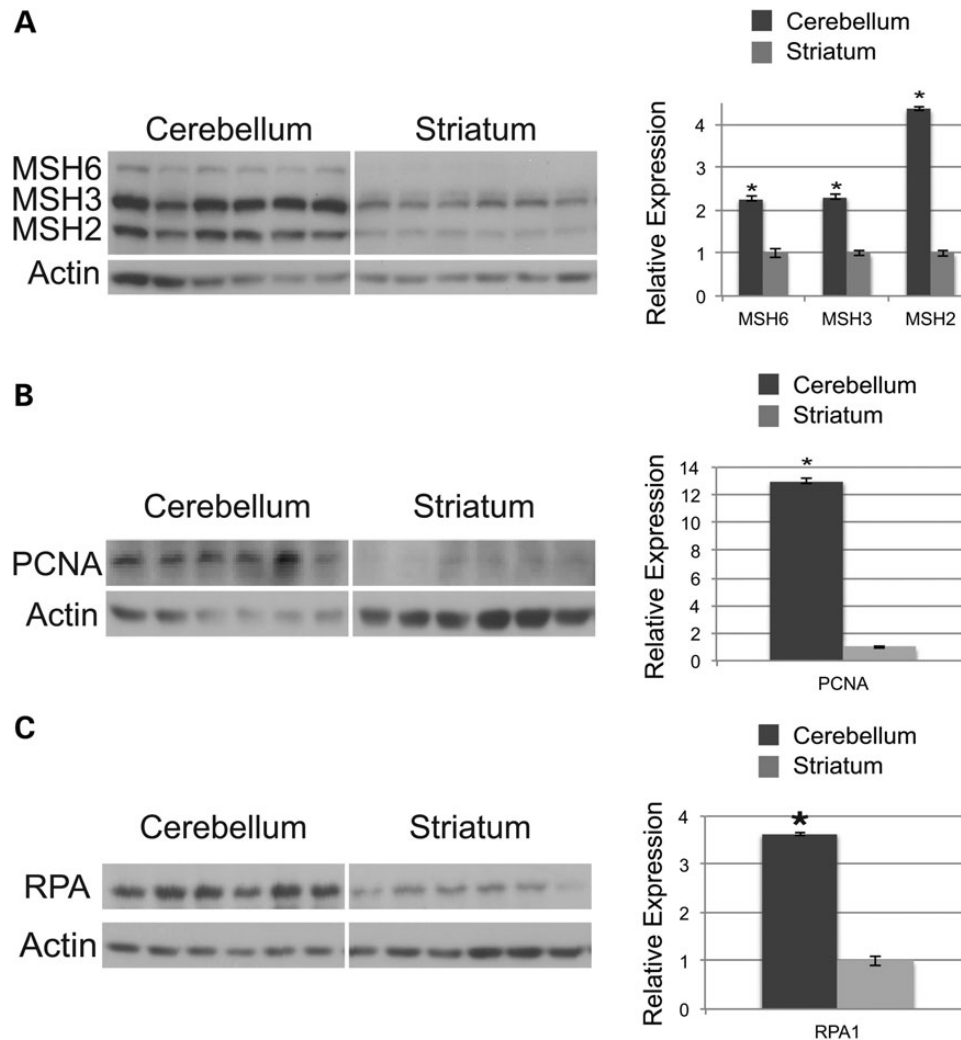 A
Cerebellum
Striatum
MSH6
MSH3
MSH2
Actin
Cerebellum
Striatum
Relative Expression
4
3
2
1
0
*
*
*
MSH6 MSH3 MSH2
B
Cerebellum
Striatum
PCNA
Actin
Cerebellum
Striatum
Relative Expression
14
12
10
8
6
4
2
0
*
PCNA
C
Cerebellum
Striatum
RPA
Actin
Cerebellum
Striatum
Relative Expression
4
3
2
1
0
*
RPA1